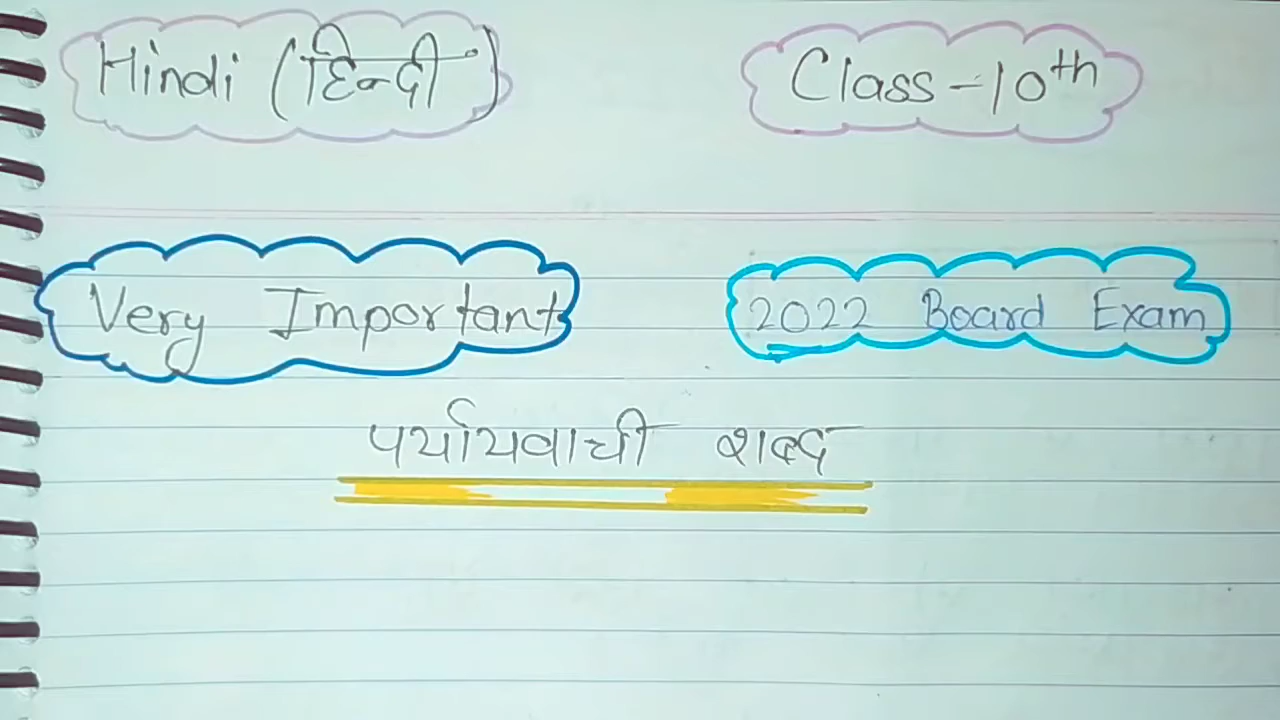 Hindi (हिन्दी)
Class - 10th
Very Important
2022 Board Exam
पर्यायवाची शब्द